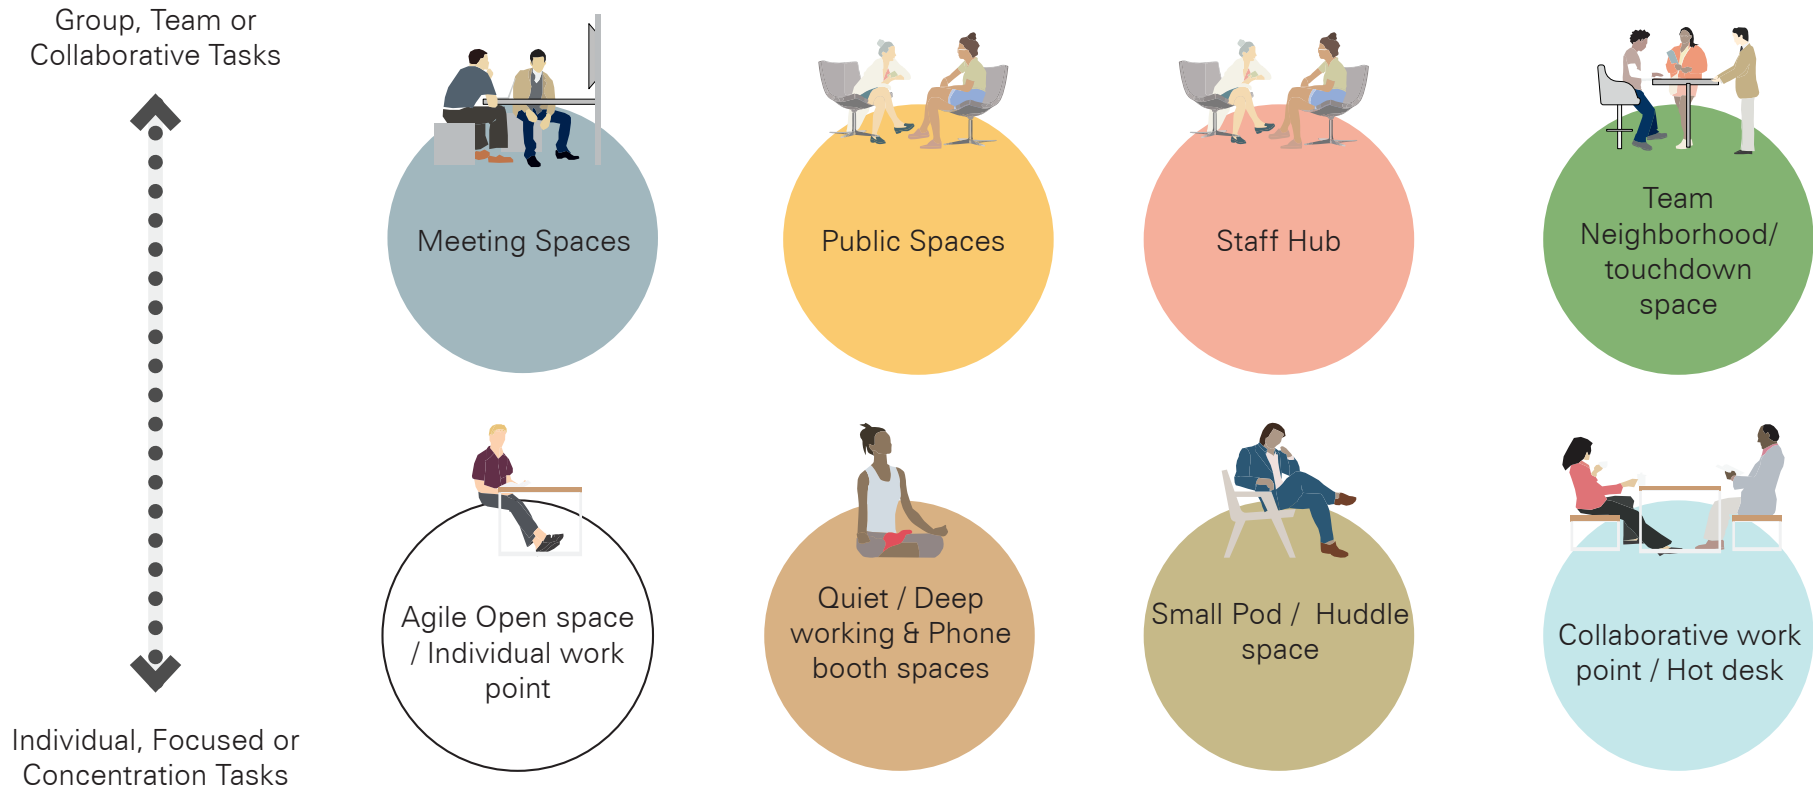 Group, Team or
Collaborative Tasks
Meeting Spaces
Public Spaces
Staff Hub
Team
Neighborhood/
touchdown
space
Agile Open space
/ Individual work
point
Quiet / Deep
working & Phone
booth spaces
Small Pod / Huddle
space
Collaborative work
point / Hot desk
Individual, Focused or
Concentration Tasks